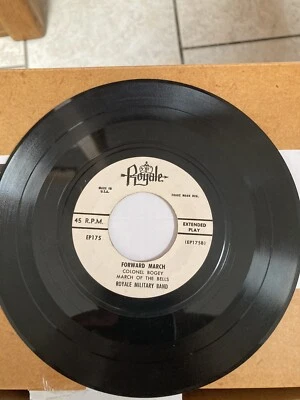 Royale
MADE IN
U.S.A.
TRADE MARK REG.
45 R.P.M.
EXTENDED
PLAY
EP175
(EP175B)
FORWARD MARCH
COLONEL BOGEY
MARCH OF THE BELLS
ROYALE MILITARY BAND